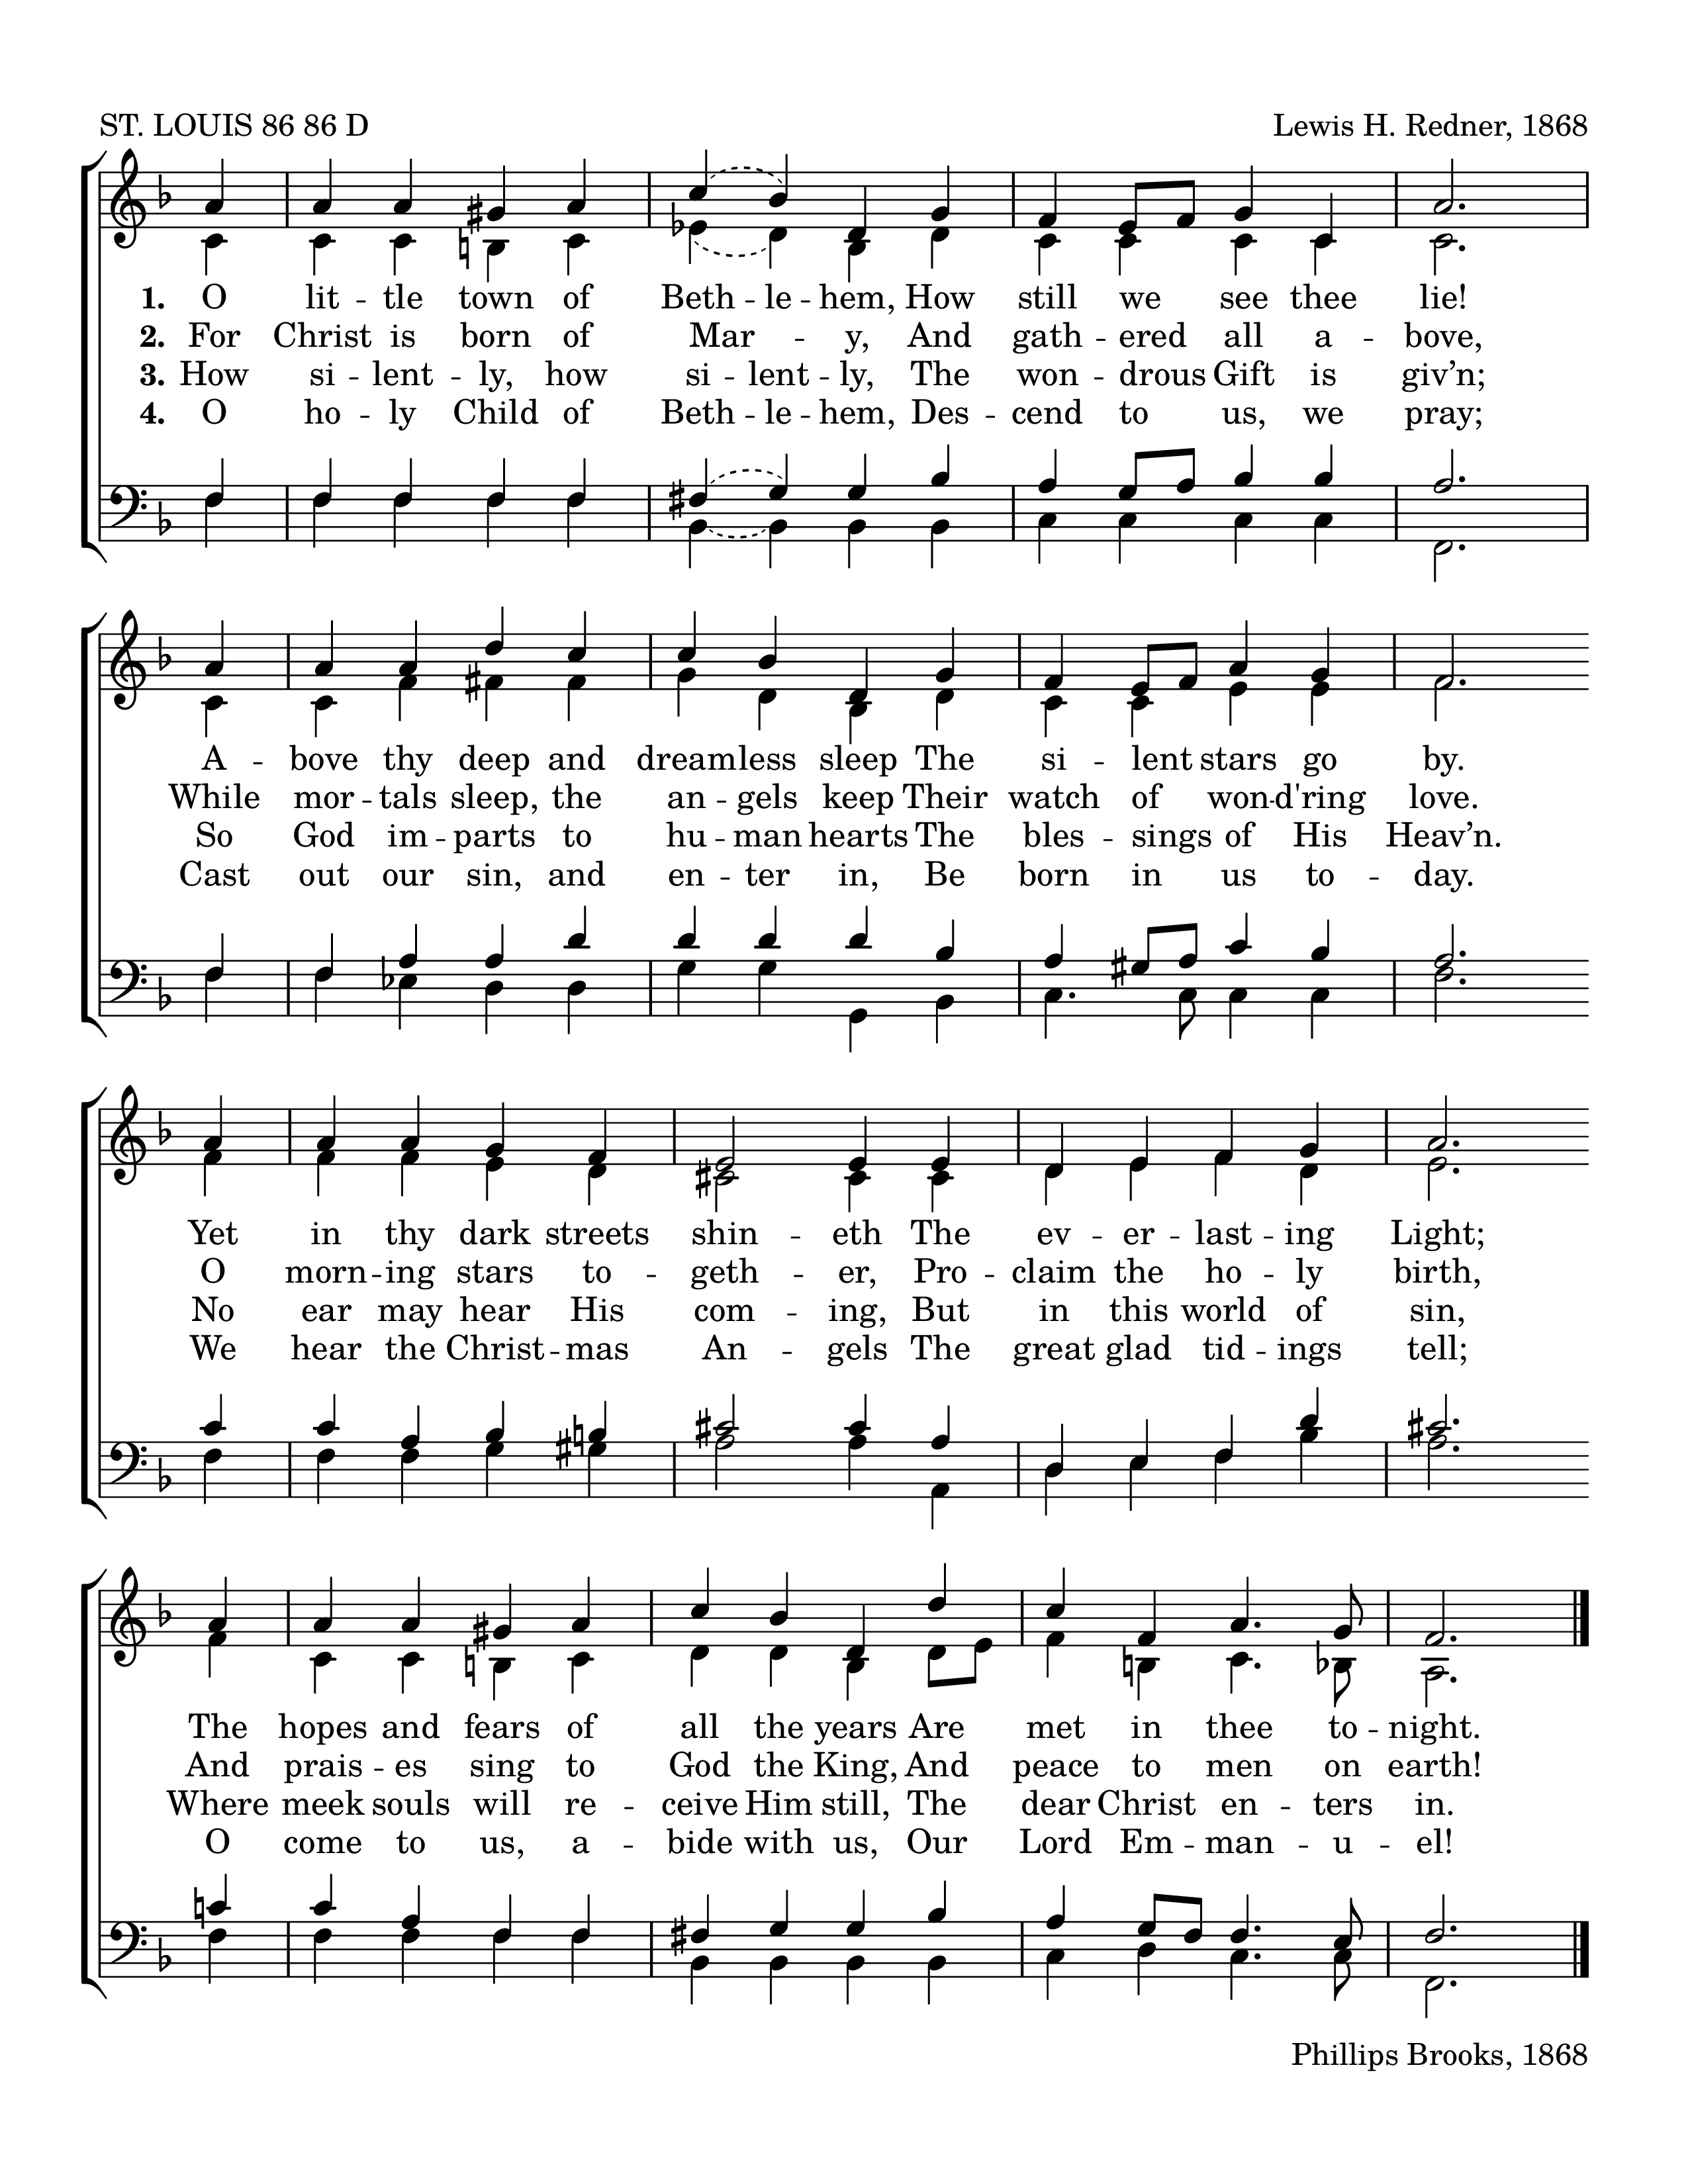 ST. LOUIS 86 86 D
Lewis H. Redner, 1868
1. O lit -- tle town of Beth -- le -- hem, How still we see thee lie!
2. For Christ is born of Mar -- y, And gath -- ered all a -- bove,
3. How si -- lent -- ly, how si -- lent -- ly, The won -- drous Gift is giv’n;
4. O ho -- ly Child of Beth -- le -- hem, Des -- cend to us, we pray;
A -- bove thy deep and dreamless sleep The si -- lent stars go by.
While mor -- tals sleep, the an -- gels keep Their watch of won -- d'ring love.
So God im -- parts to hu -- man hearts The bles -- sings of His Heav’n.
Cast out our sin, and en -- ter in, Be born in us to -- day.
Yet in thy dark streets shin -- eth The ev -- er -- last -- ing Light;
O morn -- ing stars to -- geth -- er, Pro -- claim the ho -- ly birth,
No ear may hear His com -- ing, But in this world of sin,
We hear the Christ -- mas An -- gels The great glad tid -- ings tell;
The hopes and fears of all the years Are met in thee to -- night.
And prais -- es sing to God the King, And peace to men on earth!
Where meek souls will re -- ceive Him still, The dear Christ en -- ters in.
O come to us, a -- bide with us, Our Lord Em -- man -- u -- el!
Phillips Brooks, 1868